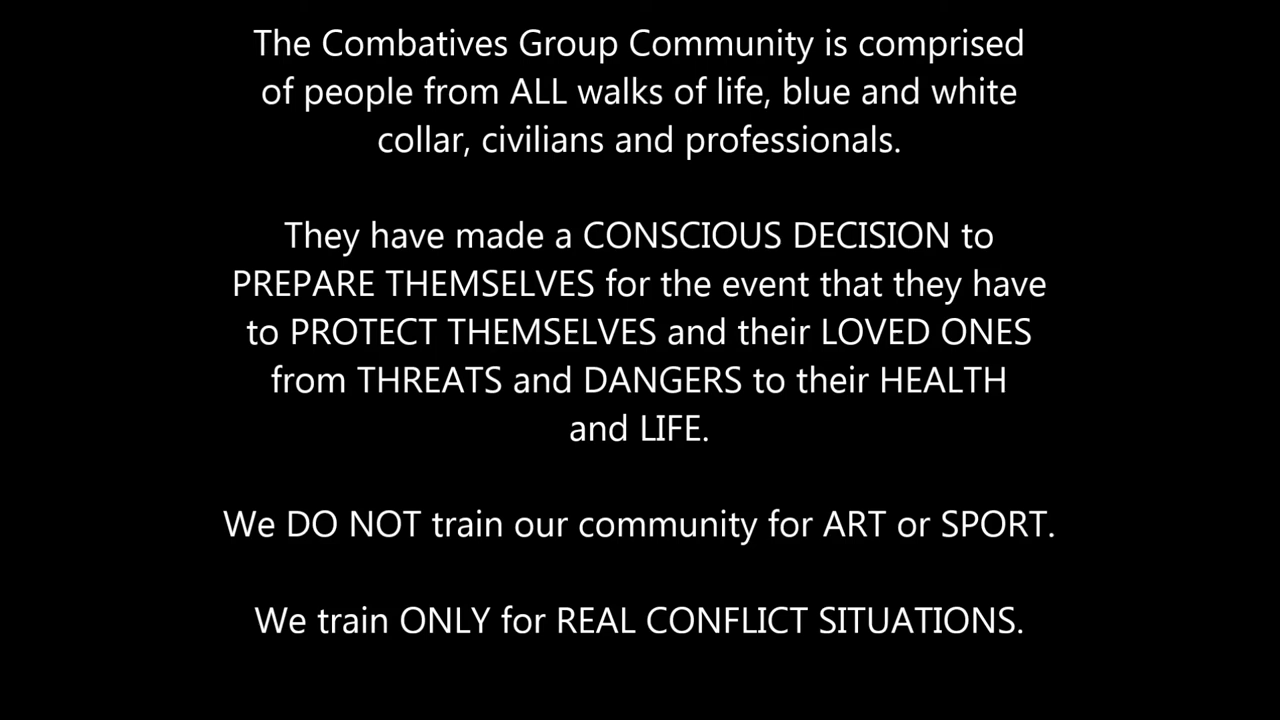 The Combatives Group Community is comprised
of people from ALL walks of life, blue and white
collar, civilians and professionals.
They have made a CONSCIOUS DECISION to
PREPARE THEMSELVES for the event that they have
to PROTECT THEMSELVES and their LOVED ONES
from THREATS and DANGERS to their HEALTH
and LIFE.
We DO NOT train our community for ART or SPORT.
We train ONLY for REAL CONFLICT SITUATIONS.